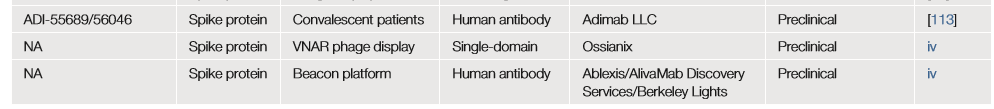 ADI-55689/56046 Spike protein Convalescent patients Human antibody Adimab LLC Preclinical [113]
NA Spike protein VNAR phage display Single-domain Ossianix Preclinical iv
NA Spike protein Beacon platform Human antibody Ablexis/AlivaMab Discovery Preclinical iv
Services/Berkeley Lights